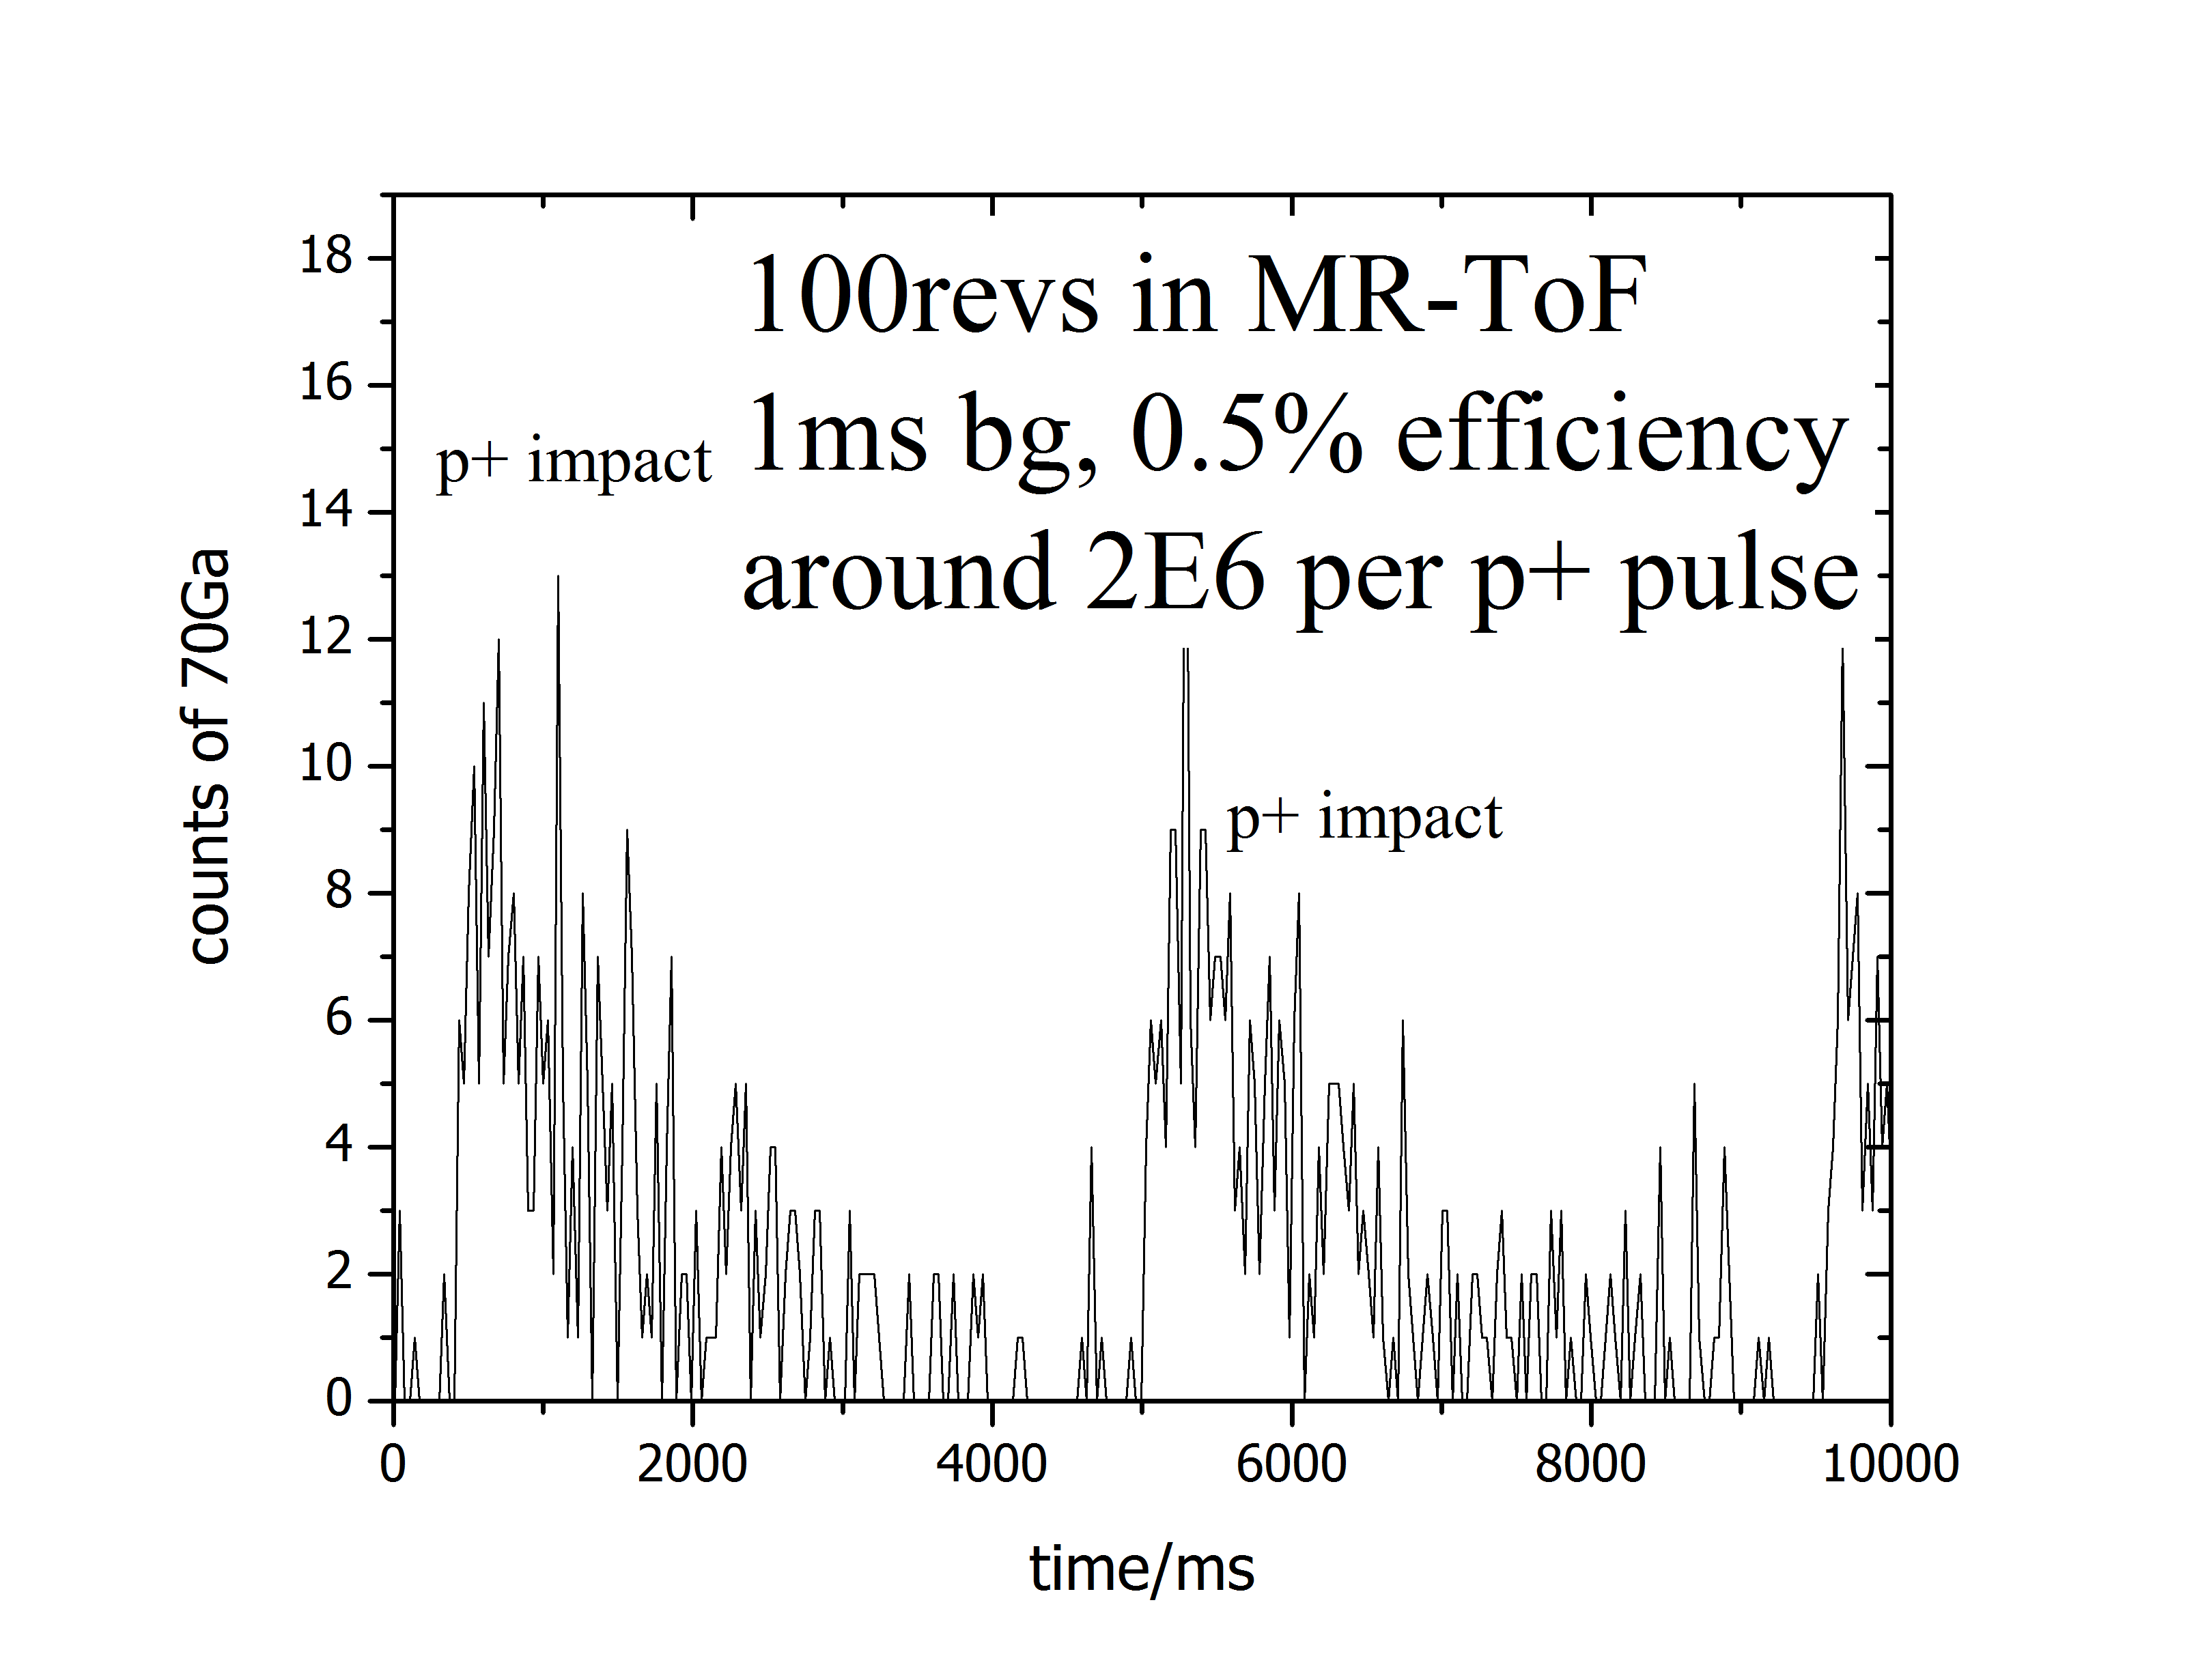 100revs in MR-ToF
1ms bg, 0.5% efficiency
around 2E6 per p+ pulse
p+ impact
p+ impact
counts of 70Ga
18
16
14
12
10
8
6
4
2
0
0 2000 4000 6000 8000 10000
time/ms